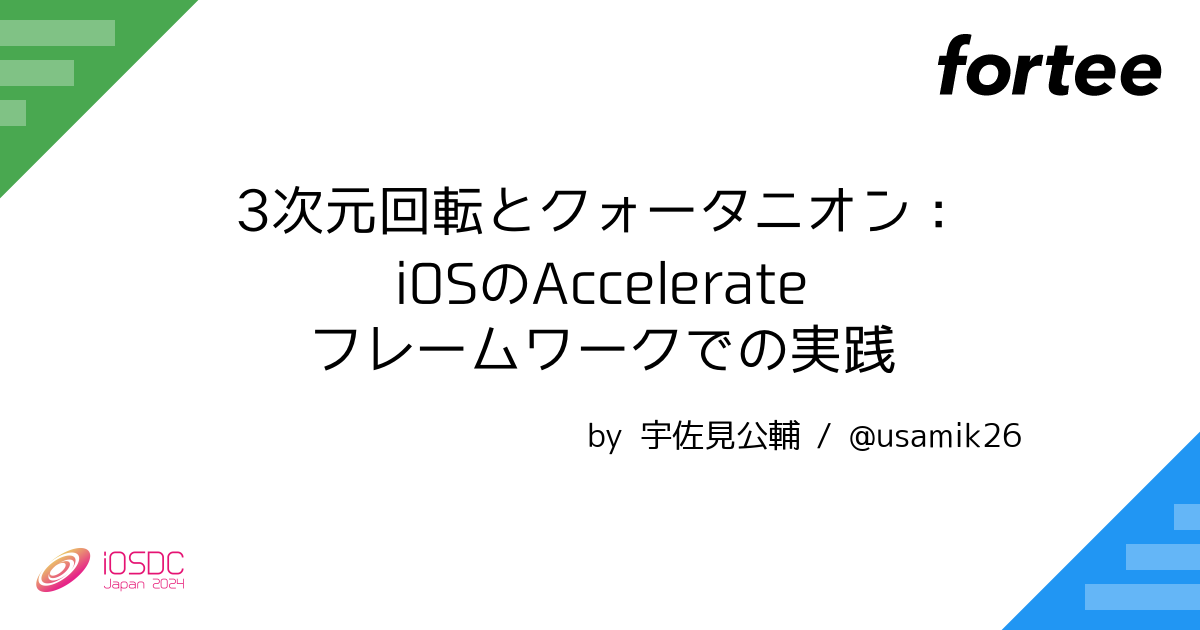 fortee
3次元回転とクォータニオン：
iOSのAccelerate
フレームワークでの実践
by 宇佐見公輔 / @usamik26
iOSDC
Japan 2024